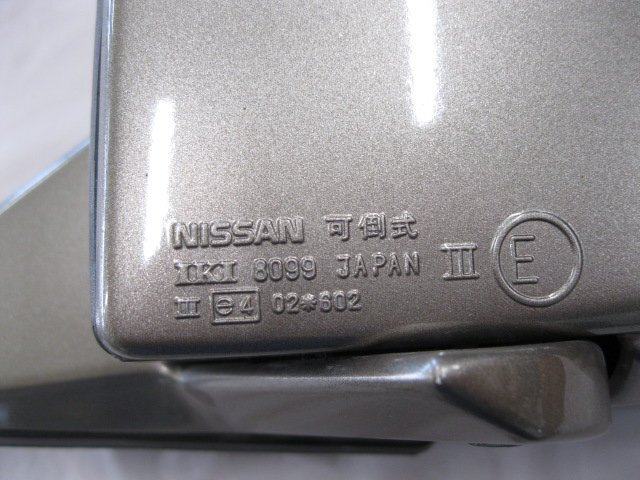 NISSAN 可倒式
IKI 8099 JAPAN III E
III e4 02*602